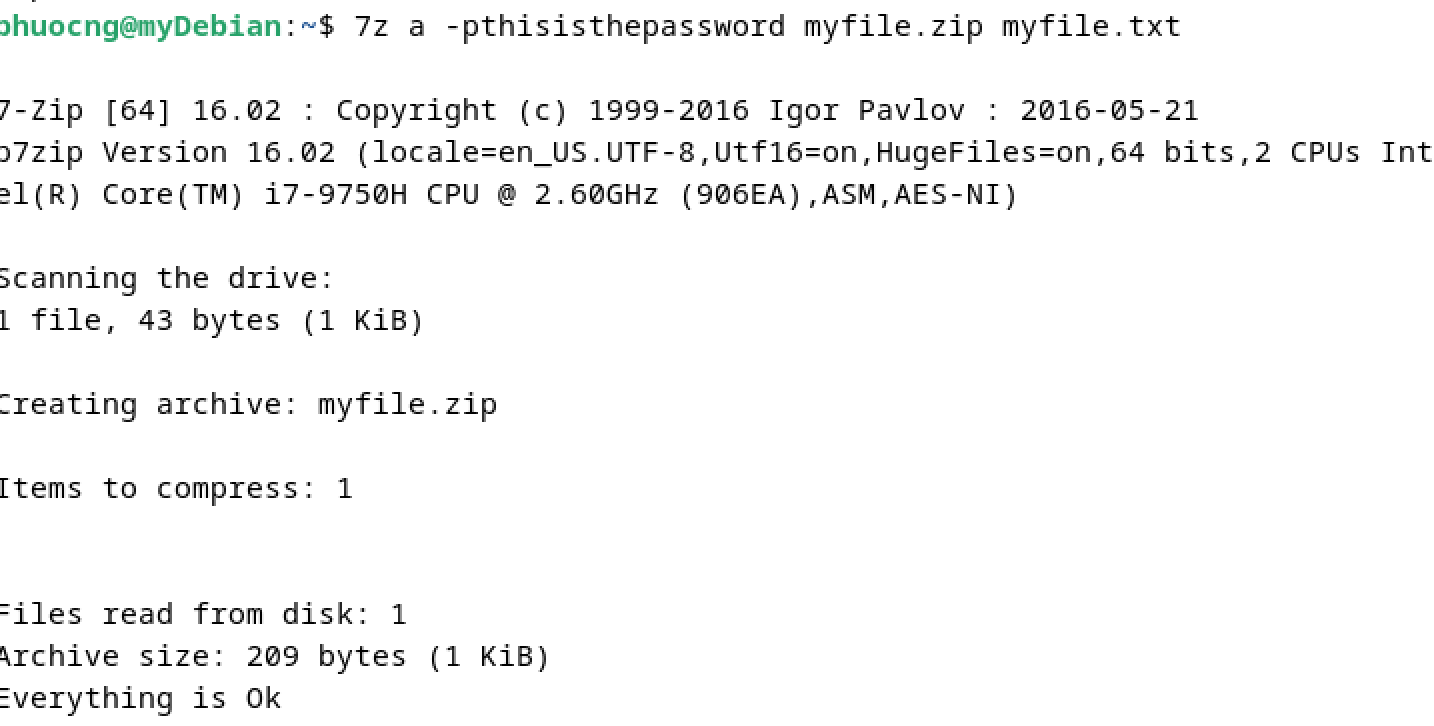 phuocng@myDebian:~$ 7z a -pthisisthepassword myfile.zip myfile.txt
7-Zip [64] 16.02 : Copyright (c) 1999-2016 Igor Pavlov : 2016-05-21
p7zip Version 16.02 (locale=en_US.UTF-8,Utf16=on,HugeFiles=on,64 bits,2 CPUs Int
el(R) Core(TM) i7-9750H CPU @ 2.60GHz (906EA),ASM,AES-NI)
Scanning the drive:
1 file, 43 bytes (1 KiB)
Creating archive: myfile.zip
Items to compress: 1
Files read from disk: 1
Archive size: 209 bytes (1 KiB)
Everything is Ok